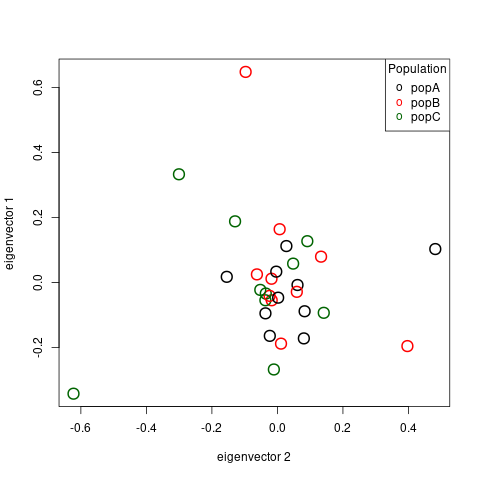 Population
o popA
o popB
o popC
eigenvector 1
0.6
0.4
0.2
0.0
-0.2
-0.6 -0.4 -0.2 0.0 0.2 0.4
eigenvector 2